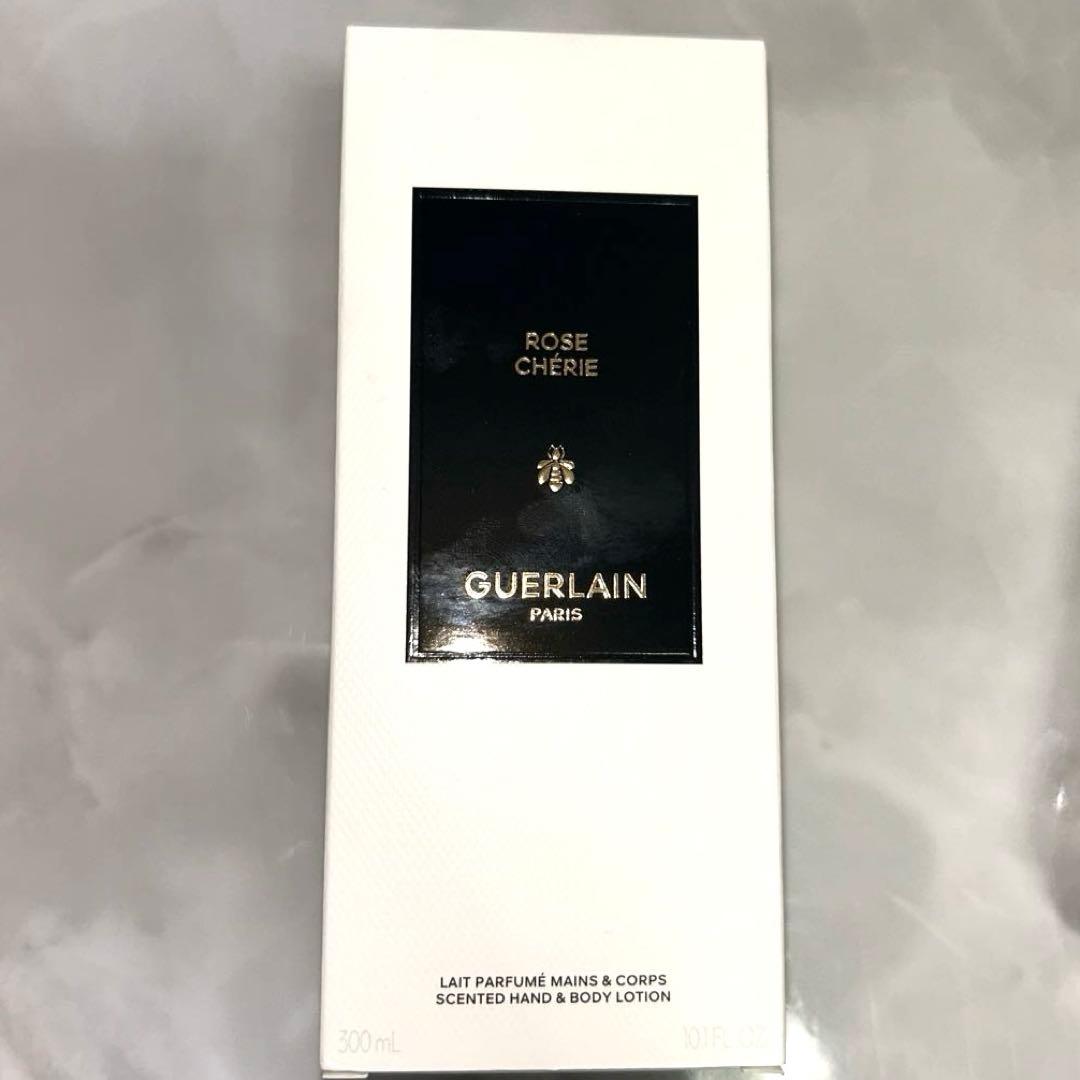 ROSE
CHÉRIE
GUERLAIN
PARIS
LAIT PARFUMÉ MAINS & CORPS
SCENTED HAND & BODY LOTION
300 mL 10.1 FL.OZ